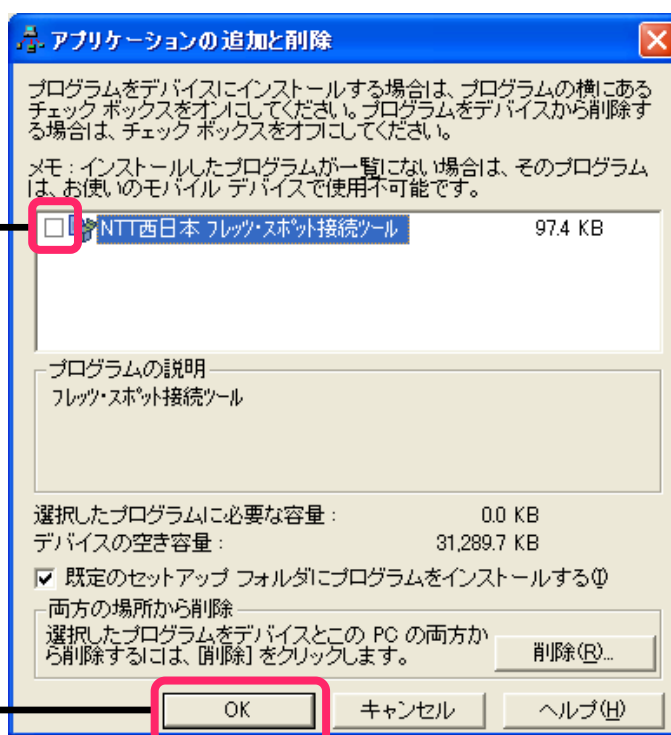 アプリケーションの追加と削除
プログラムをデバイスにインストールする場合は、プログラムの横にある
チェック ボックスをオンにしてください。プログラムをデバイスから削除す
る場合は、チェック ボックスをオフにしてください。
メモ : インストールしたプログラムが一覧にない場合は、そのプログラム
は、お使いのモバイル デバイスで使用不可能です。
NTT西日本 フレッツ・スポット接続ツール 97.4 KB
プログラムの説明
フレッツ・スポット接続ツール
選択したプログラムに必要な容量 : 0.0 KB
デバイスの空き容量 : 31,289.7 KB
既定のセットアップ フォルダにプログラムをインストールする(I)
両方の場所から削除
選択したプログラムをデバイスとこの PC の両方か
ら削除するには、[削除] をクリックします。
削除(R)...
OK キャンセル ヘルプ(H)